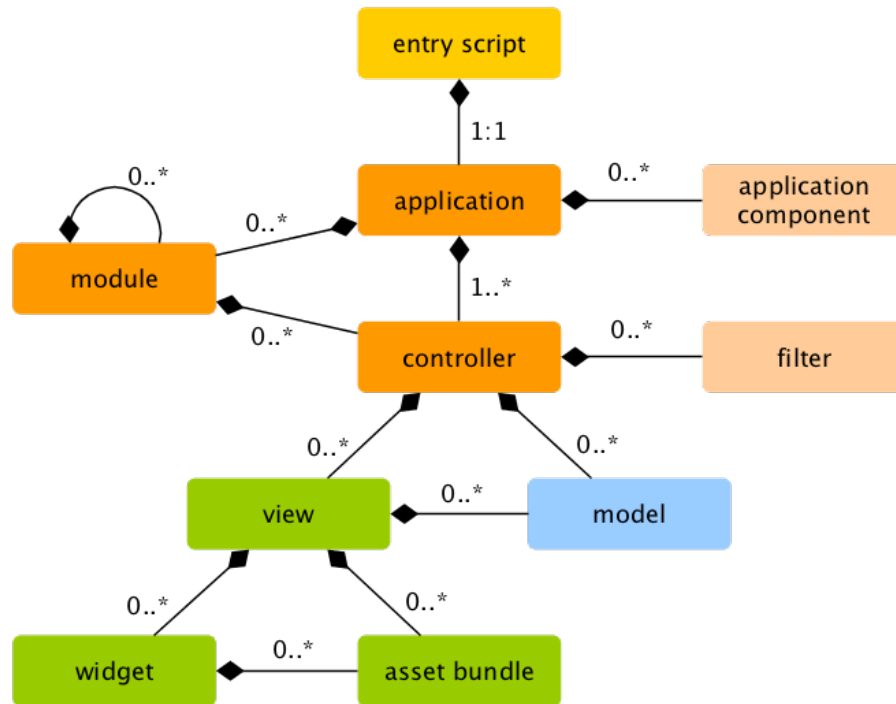 entry script
1:1
0..*
application
0..*
application
component
0..*
module
1..*
0..*
controller
0..*
filter
0..*
0..*
view
0..*
model
0..*
0..*
widget
0..*
asset bundle